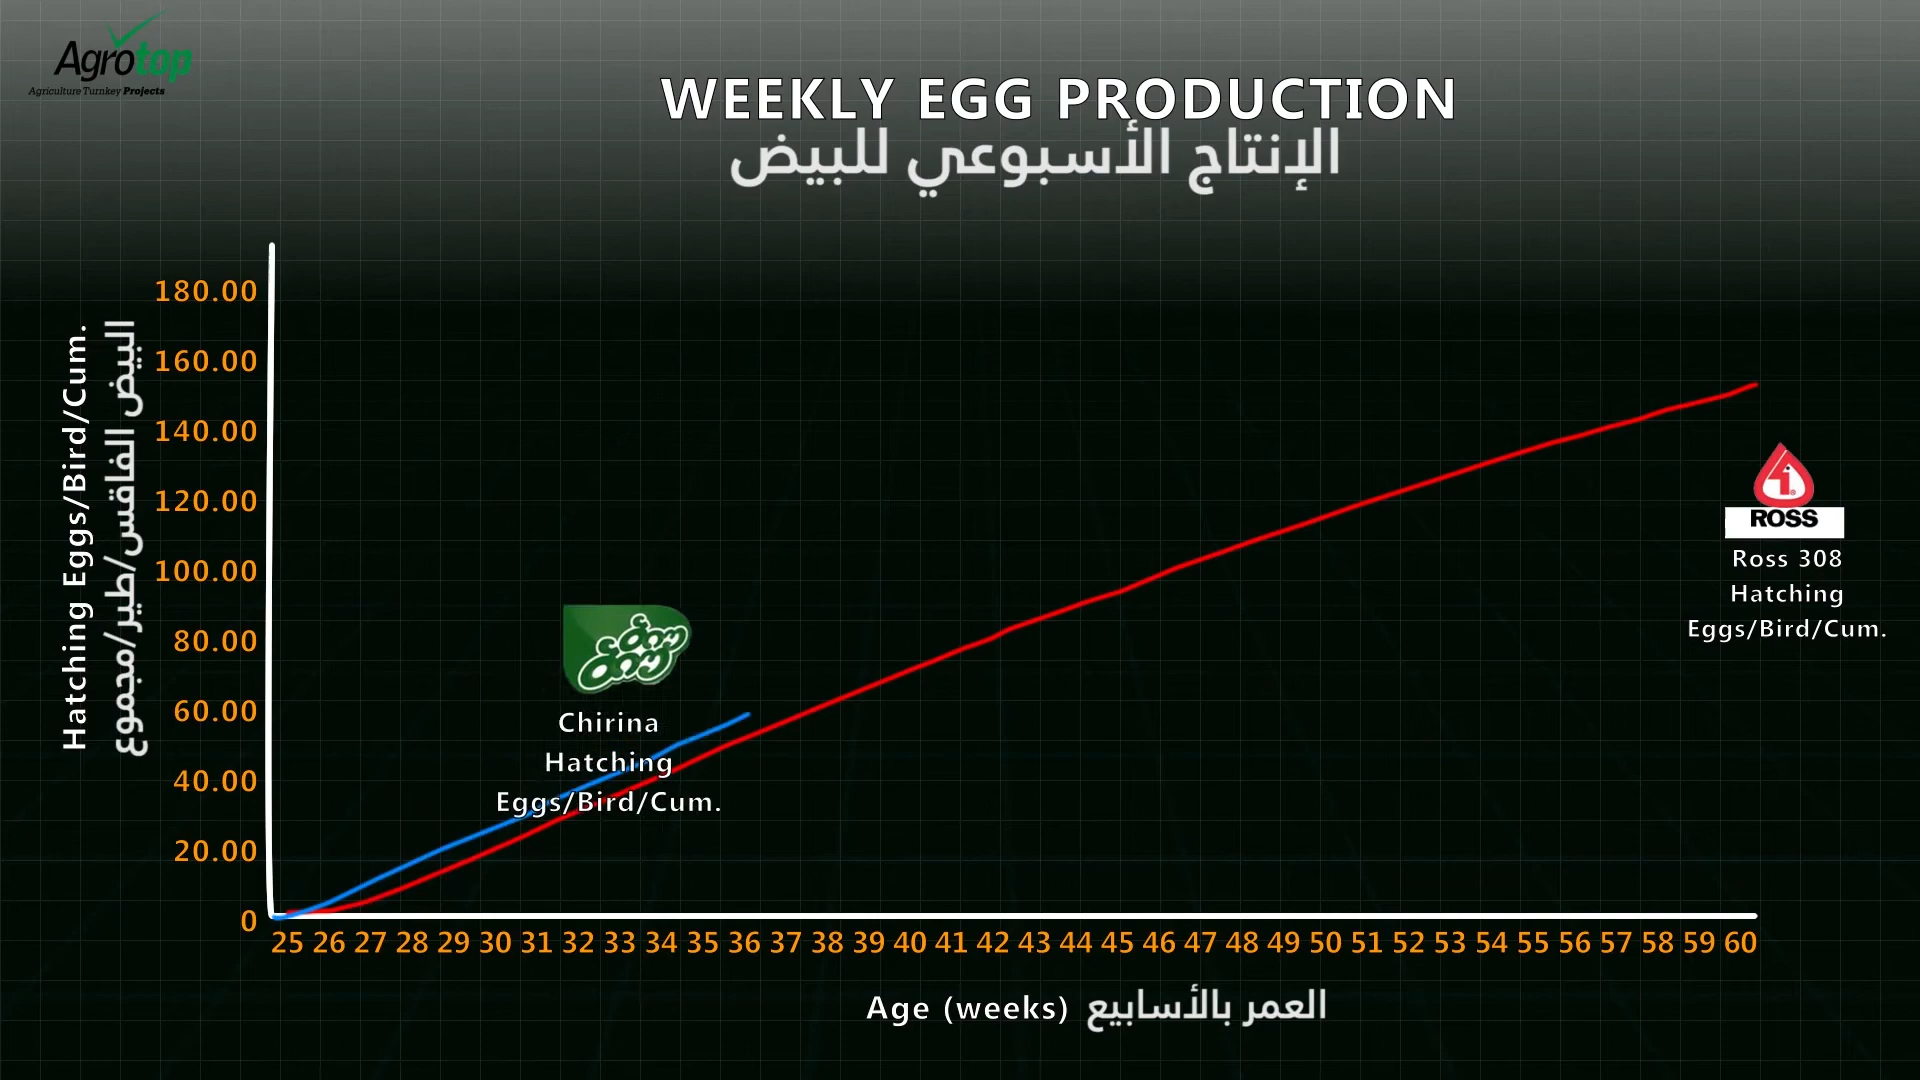 Agrotop
Agriculture Turnkey Projects
WEEKLY EGG PRODUCTION
الإنتاج الأسبوعي للبيض
Hatching Eggs/Bird/Cum.
البيض الفاقس/طير/مجموع
180.00
160.00
140.00
120.00
100.00
80.00
60.00
40.00
20.00
0
ROSS
Ross 308
Hatching
Eggs/Bird/Cum.
Chirina
Hatching
Eggs/Bird/Cum.
25 26 27 28 29 30 31 32 33 34 35 36 37 38 39 40 41 42 43 44 45 46 47 48 49 50 51 52 53 54 55 56 57 58 59 60
Age (weeks) العمر بالأسابيع